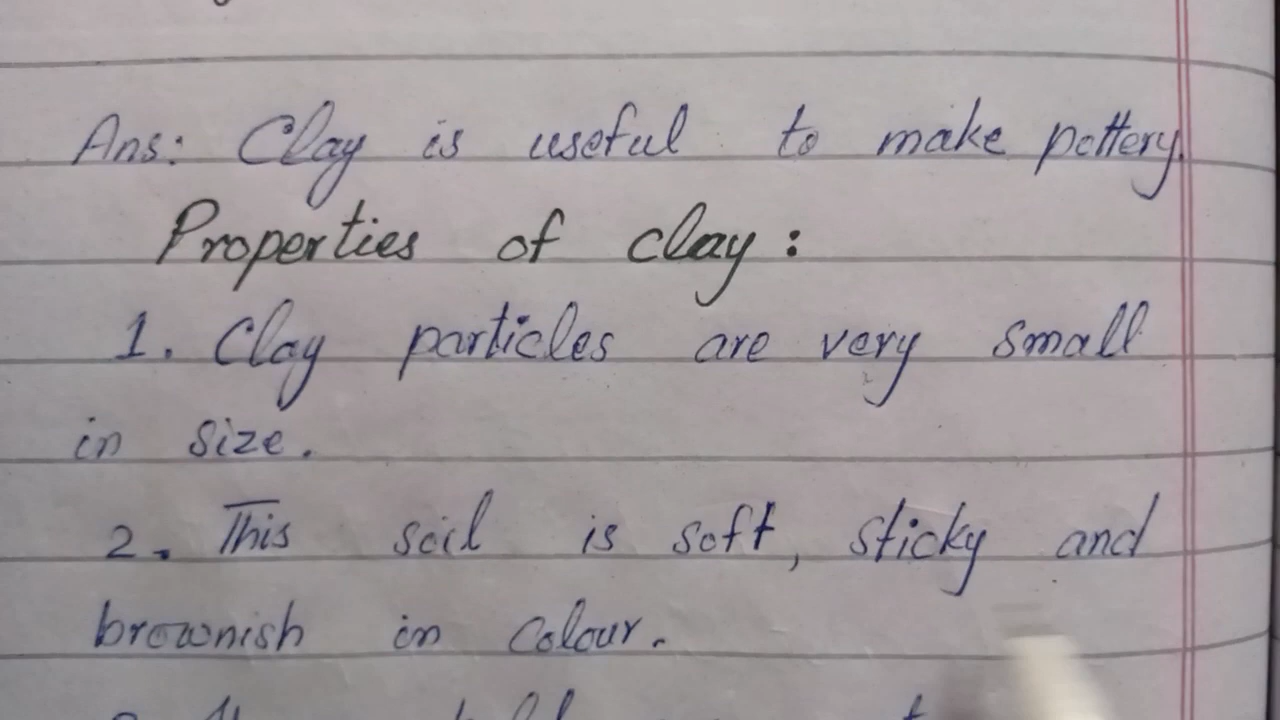 Ans: Clay is useful to make pottery.
Properties of clay:
1. Clay particles are very small
in size.
2. This soil is soft, sticky and
brownish in colour.